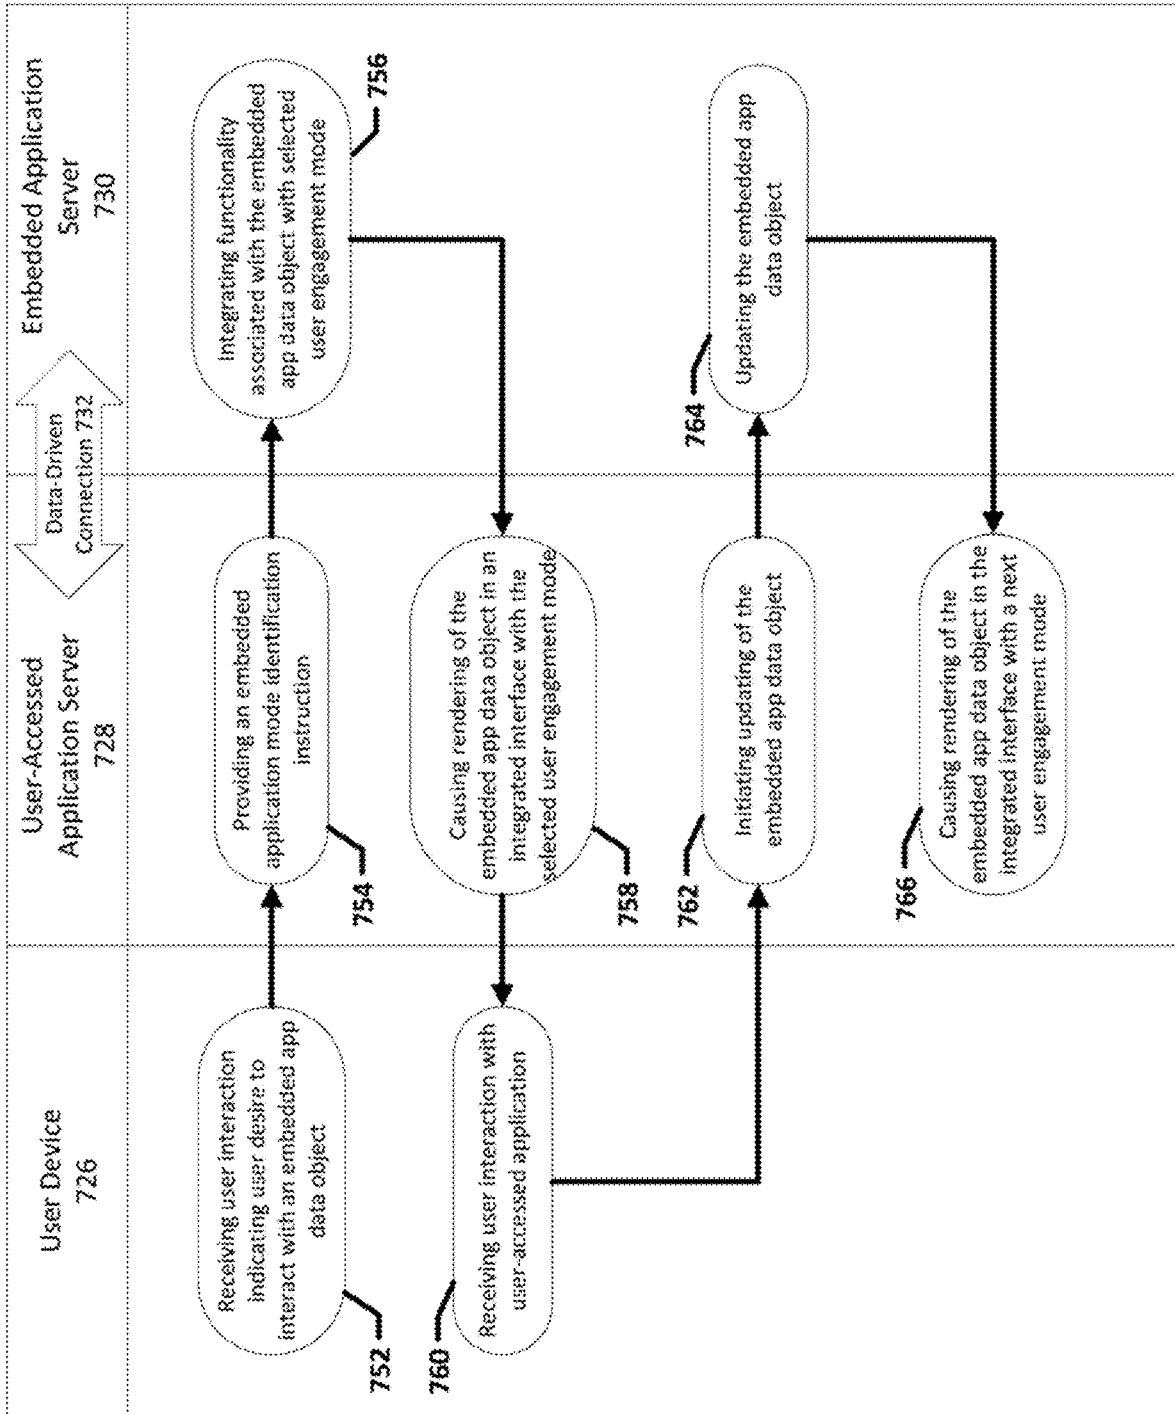 User Device
726
User-Accessed
Application Server
728
Data-Driven
Connection 732
Embedded Application
Server
730
Receiving user interaction
indicating user desire to
interact with an embedded app
data object
752
Providing an embedded
application mode identification
instruction
754
Integrating functionality
associated with the embedded
app data object with selected
user engagement mode
756
Causing rendering of the
embedded app data object in an
integrated interface with the
selected user engagement mode
758
Receiving user interaction with
user-accessed application
760
Initiating updating of the
embedded app data object
762
Updating the embedded app
data object
764
Causing rendering of the
embedded app data object in the
integrated interface with a next
user engagement mode
766